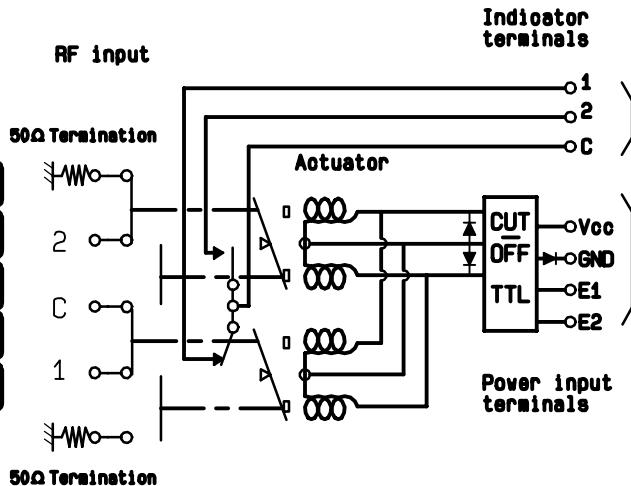 Indicator
terminals
RF input
1
2
C
50Ω Termination
Actuator
2
C
1
CUT
OFF
TTL
Vcc
GND
E1
E2
Power input
terminals
50Ω Termination